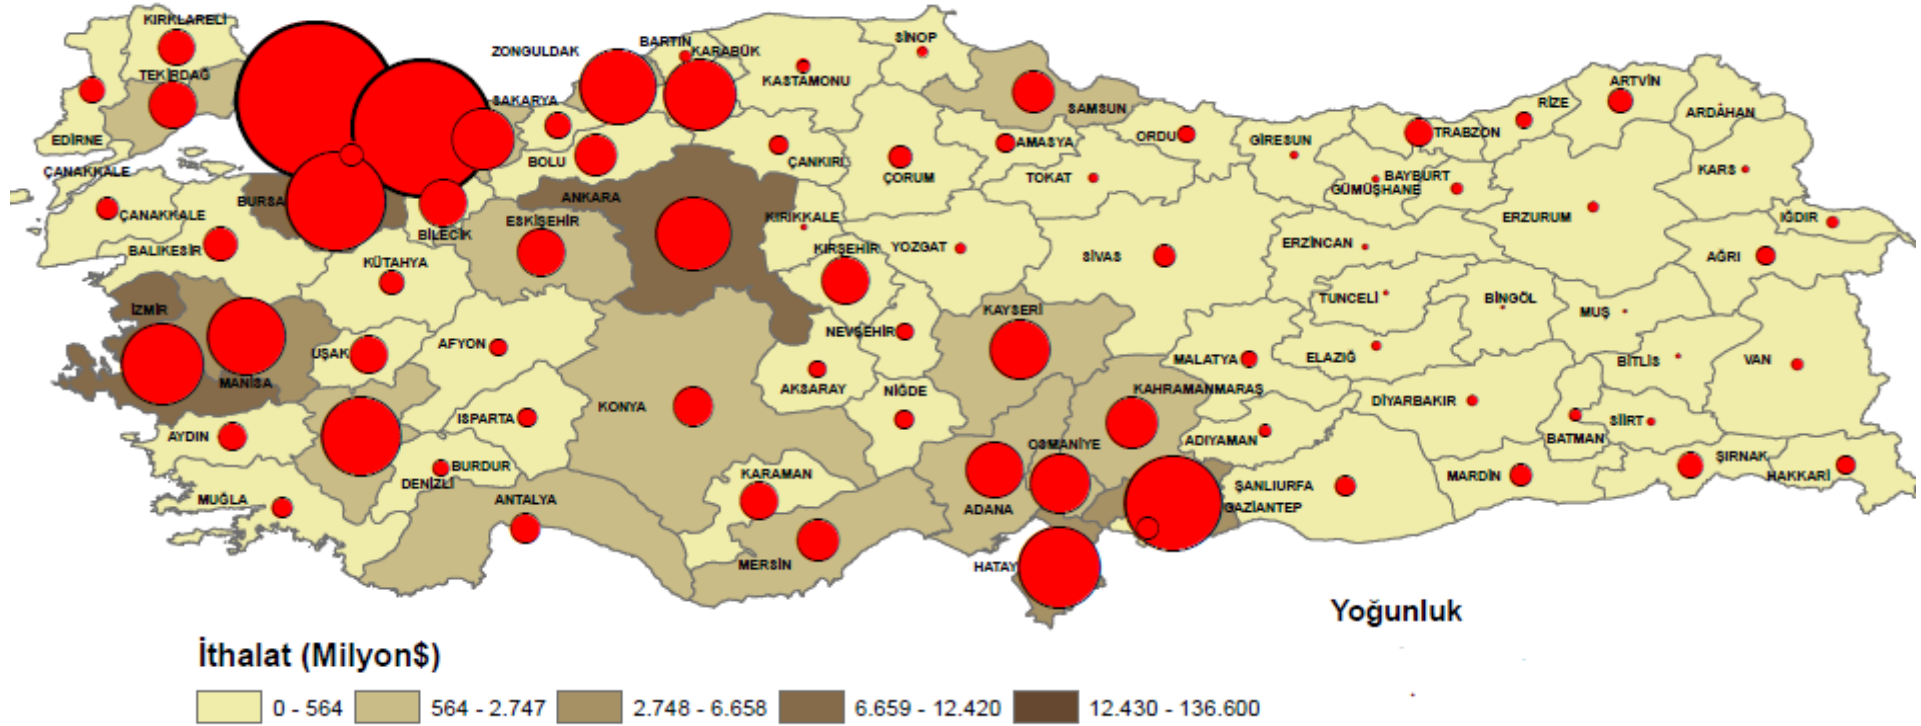 KIRKLARELİ
TEKİRDAĞ
EDİRNE
ÇANAKKALE
ÇANAKKALE
BALIKESİR
BURSA
BİLECİK
SAKARYA
ZONGULDAK
BARTIN
KARABÜK
KASTAMONU
SİNOP
SAMSUN
BOLU
ÇANKIRI
ÇORUM
AMASYA
TOKAT
ORDU
GİRESUN
TRABZON
RİZE
ARTVİN
ARDAHAN
KARS
IĞDIR
AĞRI
GÜMÜŞHANE
BAYBURT
ERZURUM
ERZİNCAN
ANKARA
ESKİŞEHİR
KÜTAHYA
KIRIKKALE
KIRŞEHİR
YOZGAT
SİVAS
TUNCELİ
BİNGÖL
MUŞ
İZMİR
MANİSA
UŞAK
AFYON
NEVŞEHİR
KAYSERİ
MALATYA
ELAZIĞ
BİTLİS
VAN
AKSARAY
NİĞDE
KONYA
ISPARTA
AYDIN
KAHRAMANMARAŞ
DİYARBAKIR
SİİRT
BATMAN
ADIYAMAN
OSMANİYE
BURDUR
DENİZLİ
MUĞLA
ANTALYA
KARAMAN
MERSİN
ADANA
HATAY
GAZİANTEP
ŞANLIURFA
MARDİN
ŞIRNAK
HAKKARİ
Yoğunluk
İthalat (Milyon$)
0 - 564 564 - 2.747 2.748 - 6.658 6.659 - 12.420 12.430 - 136.600